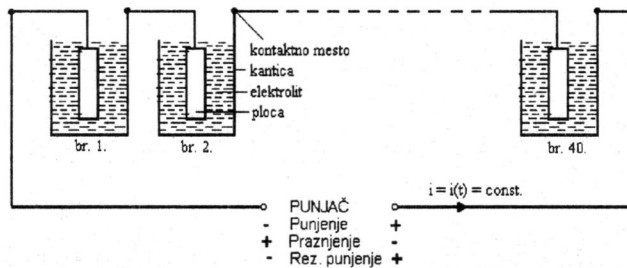 kontaktno mesto
kantica
elektrolit
ploca
br. 1.
br. 2.
br. 40.
i = i(t) = const.
PUNJAČ
- Punjenje +
+ Praznjenje -
- Rez. punjenje +